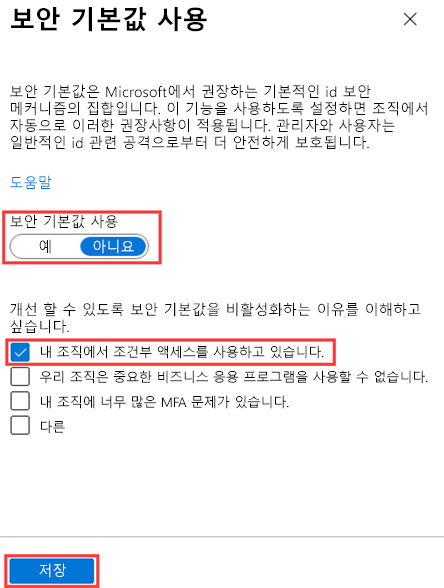 보안 기본값 사용
보안 기본값은 Microsoft에서 권장하는 기본적인 id 보안
메커니즘의 집합입니다. 이 기능을 사용하도록 설정하면 조직에서
자동으로 이러한 권장사항이 적용됩니다. 관리자와 사용자는
일반적인 id 관련 공격으로부터 더 안전하게 보호됩니다.
도움말
보안 기본값 사용
예 아니요
개선 할 수 있도록 보안 기본값을 비활성화하는 이유를 이해하고
싶습니다.
내 조직에서 조건부 액세스를 사용하고 있습니다.
우리 조직은 중요한 비즈니스 응용 프로그램을 사용할 수 없습니다.
내 조직에 너무 많은 MFA 문제가 있습니다.
다른
저장